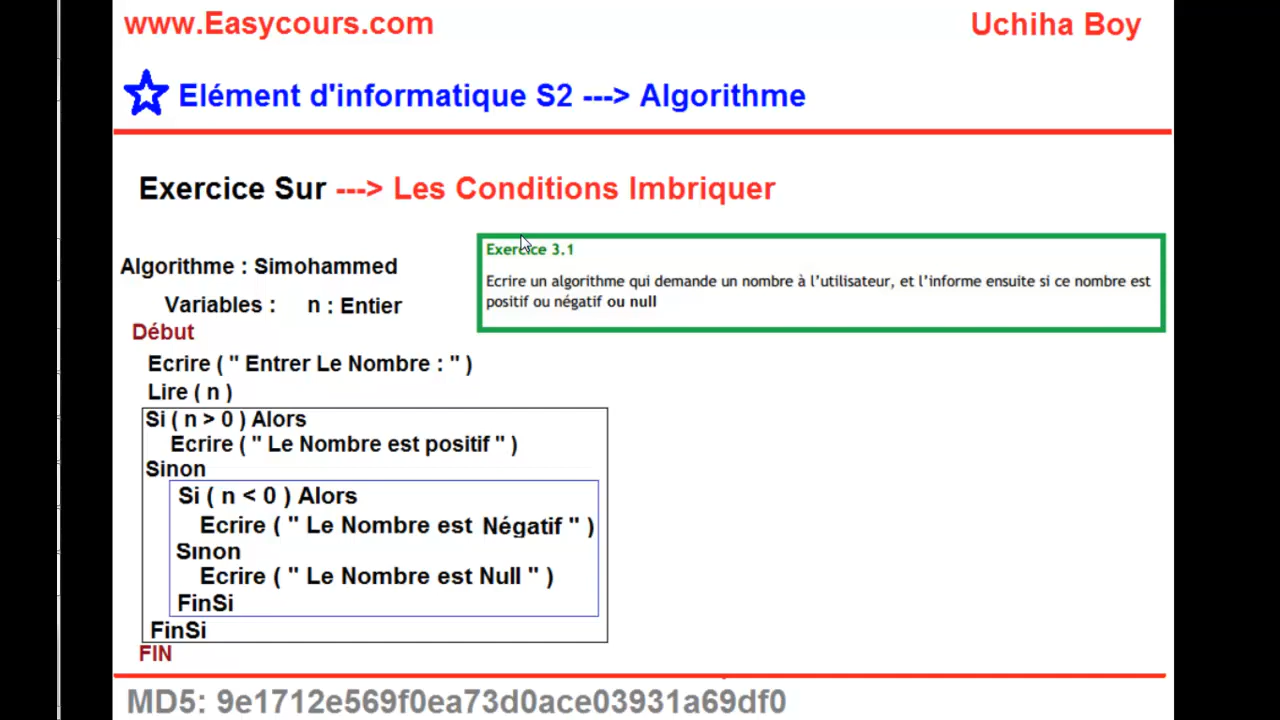 www.Easycours.com
Uchiha Boy
Elément d'informatique S2 ---> Algorithme
Exercice Sur ---> Les Conditions Imbriquer
Exercice 3.1
Ecrire un algorithme qui demande un nombre à l'utilisateur, et l'informe ensuite si ce nombre est
positif ou négatif ou null
Algorithme : Simohammed
Variables : n : Entier
Début
Ecrire ( " Entrer Le Nombre : " )
Lire ( n )
Si ( n > 0 ) Alors
Ecrire ( " Le Nombre est positif " )
Sinon
Si ( n < 0 ) Alors
Ecrire ( " Le Nombre est Négatif " )
Sinon
Ecrire ( " Le Nombre est Null " )
FinSi
FinSi
FIN
MD5: 9e1712e569f0ea73d0ace03931a69df0